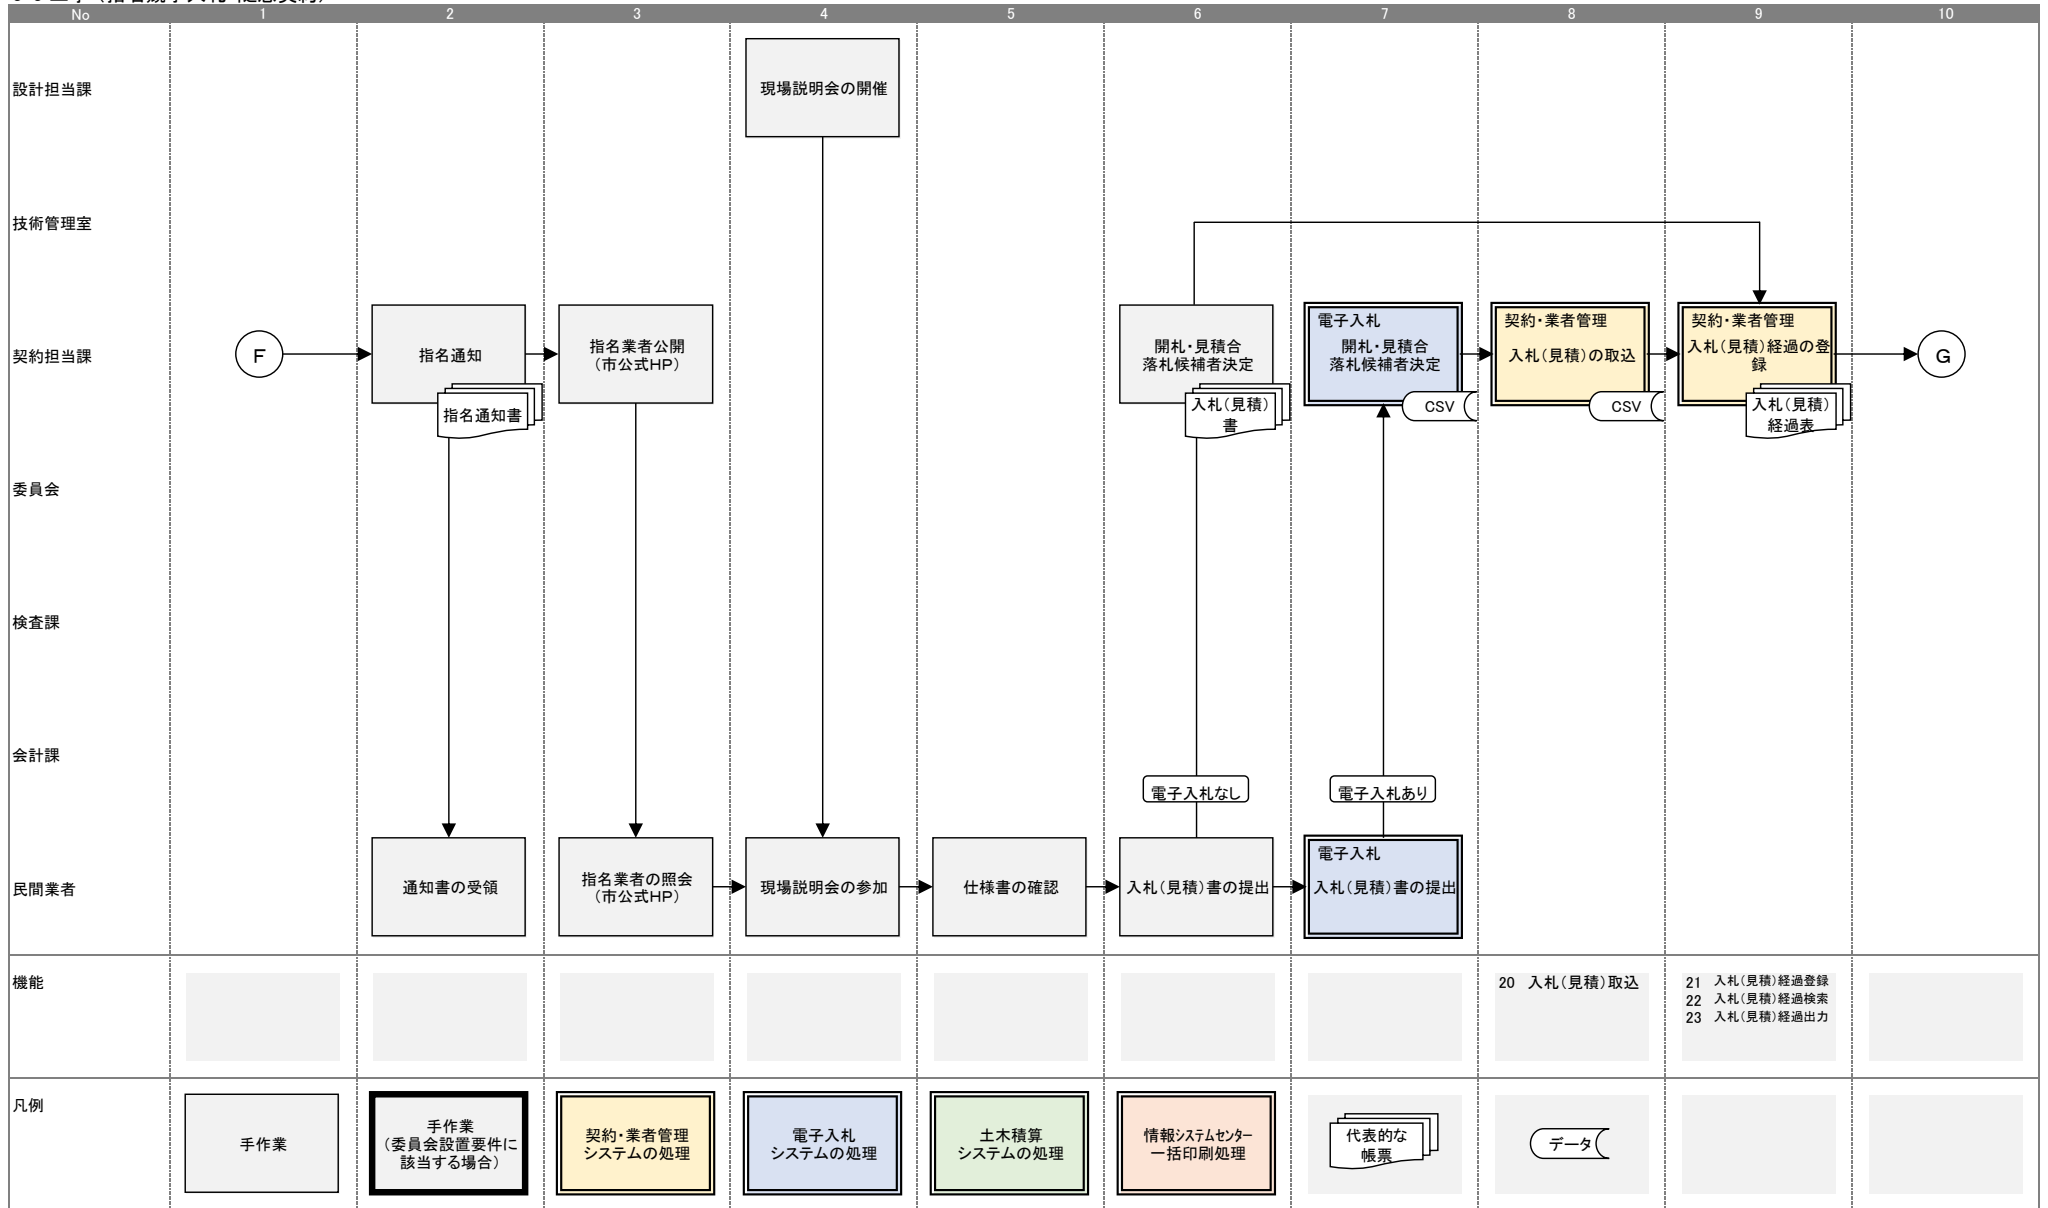 No 1 2 3 4 5 6 7 8 9 10
設計担当課
現場説明会の開催
技術管理室
契約担当課
F
指名通知
指名通知書
指名業者公開
（市公式HP）
開札・見積合
落札候補者決定
入札（見積）
書
電子入札
開札・見積合
落札候補者決定
CSV
契約・業者管理
入札（見積）の取込
CSV
契約・業者管理
入札（見積）経過の登
録
入札（見積）
経過表
G
委員会
検査課
会計課
電子入札なし
電子入札あり
民間業者
通知書の受領
指名業者の照会
（市公式HP）
現場説明会の参加
仕様書の確認
入札（見積）書の提出
電子入札
入札（見積）書の提出
機能
20 入札（見積）取込
21 入札（見積）経過登録
22 入札（見積）経過検索
23 入札（見積）経過出力
凡例
手作業
手作業
（委員会設置要件に
該当する場合）
契約・業者管理
システムの処理
電子入札
システムの処理
土木積算
システムの処理
情報システムセンター
一括印刷処理
代表的な
帳票
データ